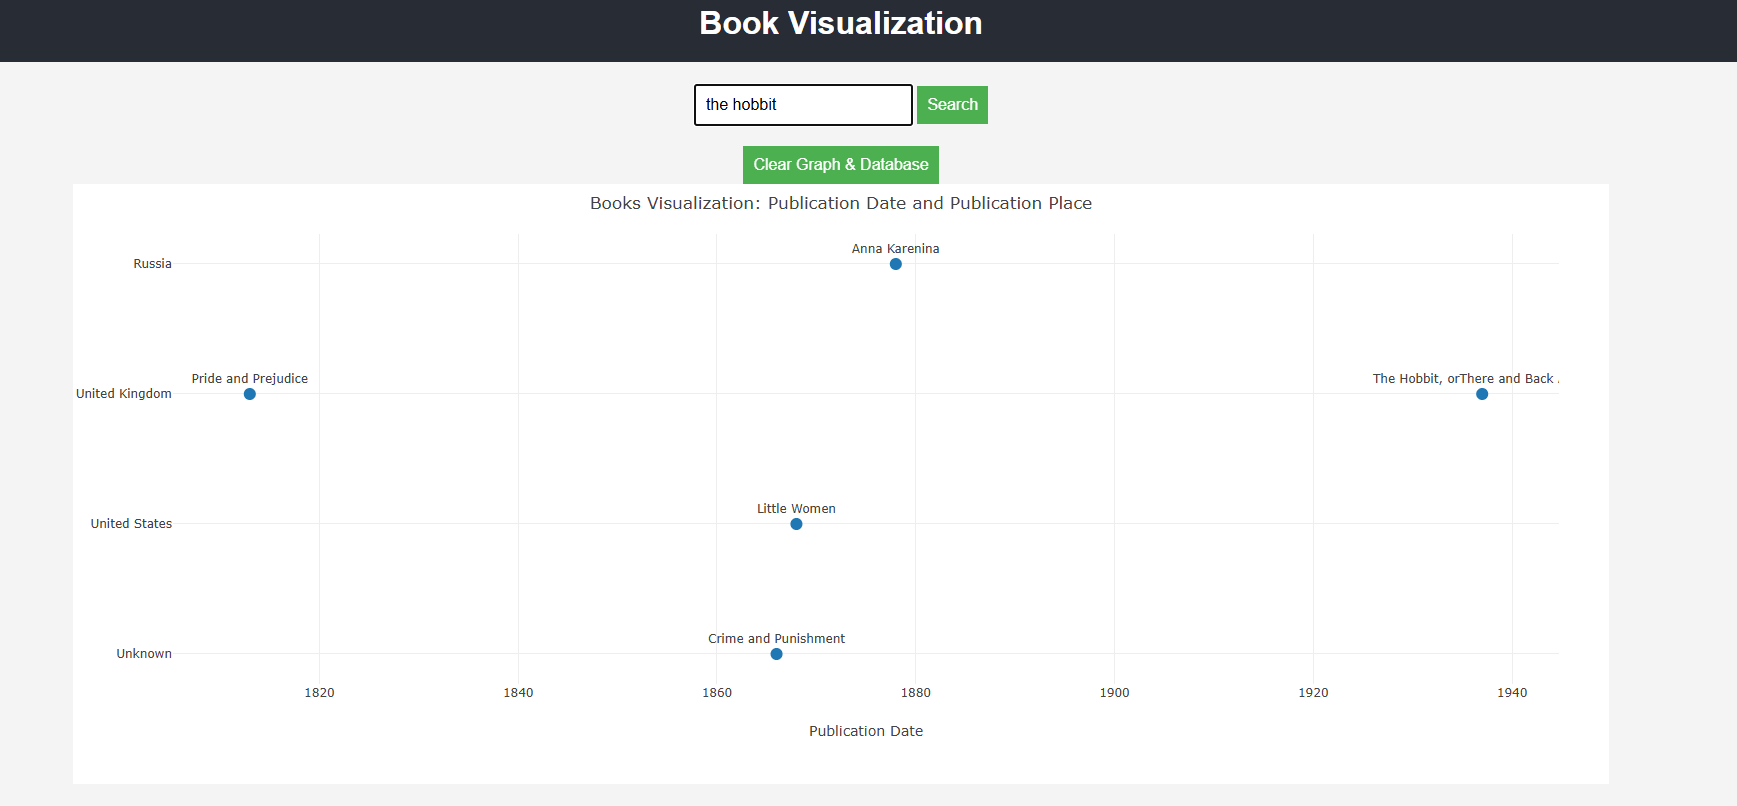 Book Visualization
the hobbit
Search
Clear Graph & Database
Books Visualization: Publication Date and Publication Place
Anna Karenina
Russia
Pride and Prejudice
The Hobbit, orThere and Back
United Kingdom
Little Women
United States
Crime and Punishment
Unknown
1820 1840 1860 1880 1900 1920 1940
Publication Date